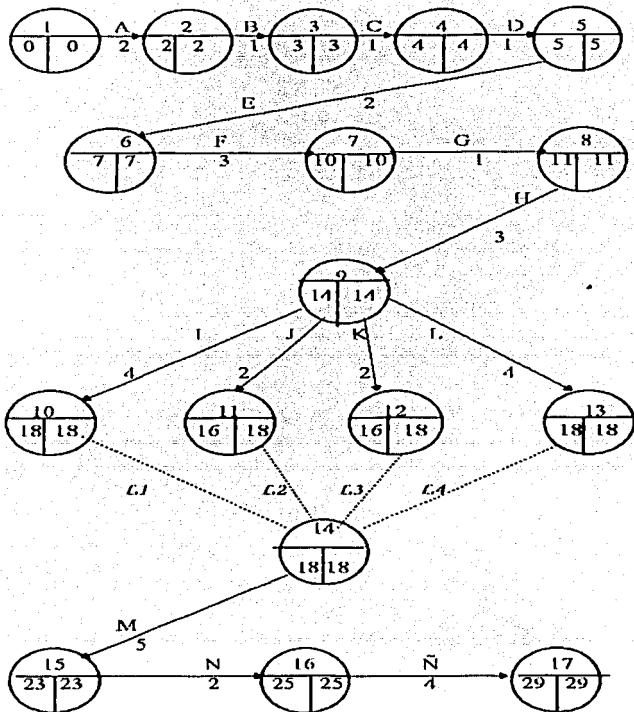 1 2 3 4 5
A B C D
0 0 2 2 2 1 3 3 1 4 4 1 5 5
E 2
6 7 8
F G
7 7 3 10 10 1 11 11
H
3
9
14 14
I J K L
4 2 2 4
10 11 12 13
18 18 16 18 16 18 18 18
14
18 18
M
5
15 16 17
N Ñ
23 23 2 25 25 4 29 29